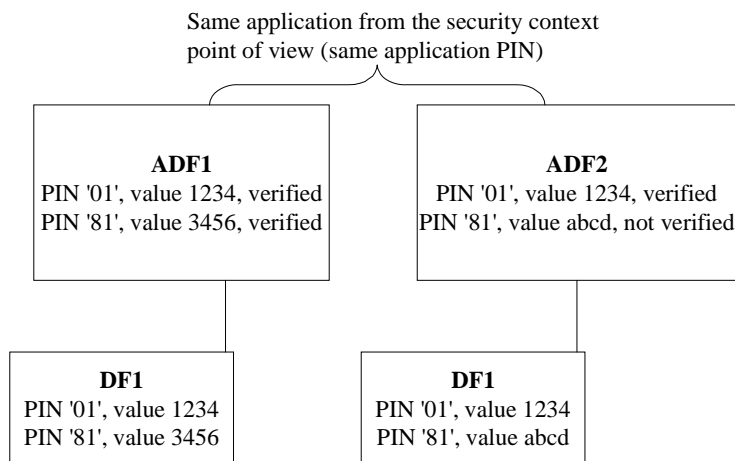 Same application from the security context
point of view (same application PIN)
ADF1
PIN '01', value 1234, verified
PIN '81', value 3456, verified
ADF2
PIN '01', value 1234, verified
PIN '81', value abcd, not verified
DF1
PIN '01', value 1234
PIN '81', value 3456
DF1
PIN '01', value 1234
PIN '81', value abcd